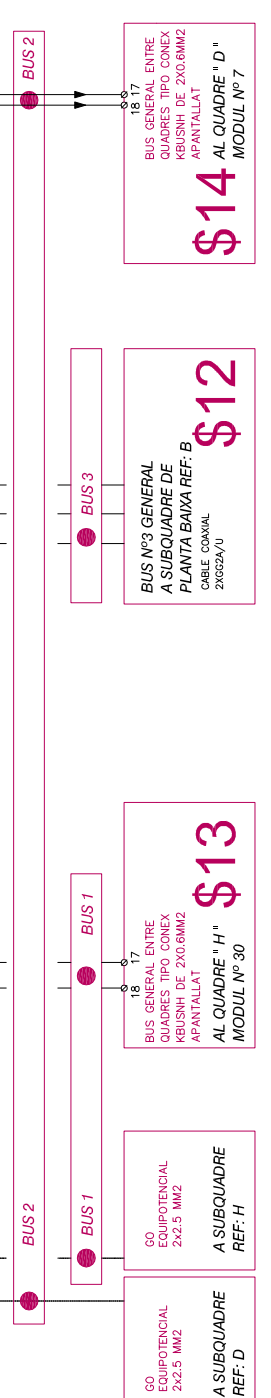 BUS 2
18 17
BUS GENERAL ENTRE
QUADRES TIPO CONEX
KBUSNH DE 2X0.6MM2
APANTALLAT
$14
AL QUADRE " D "
MODUL Nº 7
BUS 3
BUS Nº3 GENERAL
A SUBQUADRE DE
PLANTA BAIXA REF: B
CABLE COAXIAL
2XGG2A/U
$12
BUS 1
18 17
BUS GENERAL ENTRE
QUADRES TIPO CONEX
KBUSNH DE 2X0.6MM2
APANTALLAT
$13
AL QUADRE " H "
MODUL Nº 30
BUS 2
BUS 1
GO
EQUIPOTENCIAL
2x2.5 MM2
A SUBQUADRE
REF: H
GO
EQUIPOTENCIAL
2x2.5 MM2
A SUBQUADRE
REF: D